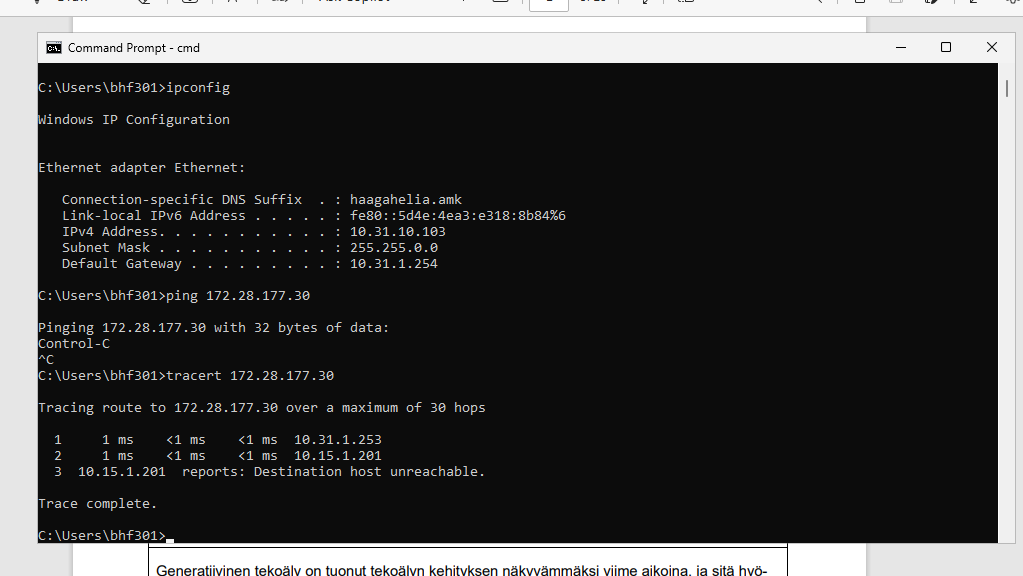 Command Prompt - cmd
C:\Users\bhf301>ipconfig
Windows IP Configuration
Ethernet adapter Ethernet:
Connection-specific DNS Suffix  . : haagahelia.amk
Link-local IPv6 Address . . . . . : fe80::5d4e:4ea3:e318:8b84%6
IPv4 Address. . . . . . . . . . . : 10.31.10.103
Subnet Mask . . . . . . . . . . . : 255.255.0.0
Default Gateway . . . . . . . . . : 10.31.1.254
C:\Users\bhf301>ping 172.28.177.30
Pinging 172.28.177.30 with 32 bytes of data:
Control-C
^C
C:\Users\bhf301>tracert 172.28.177.30
Tracing route to 172.28.177.30 over a maximum of 30 hops
1     1 ms    <1 ms    <1 ms  10.31.1.253
2     1 ms    <1 ms    <1 ms  10.15.1.201
3  10.15.1.201  reports: Destination host unreachable.
Trace complete.
C:\Users\bhf301>
Generatiivinen tekoäly on tuonut tekoälyn kehityksen näkyvämmäksi viime aikoina, ja sitä hyö-